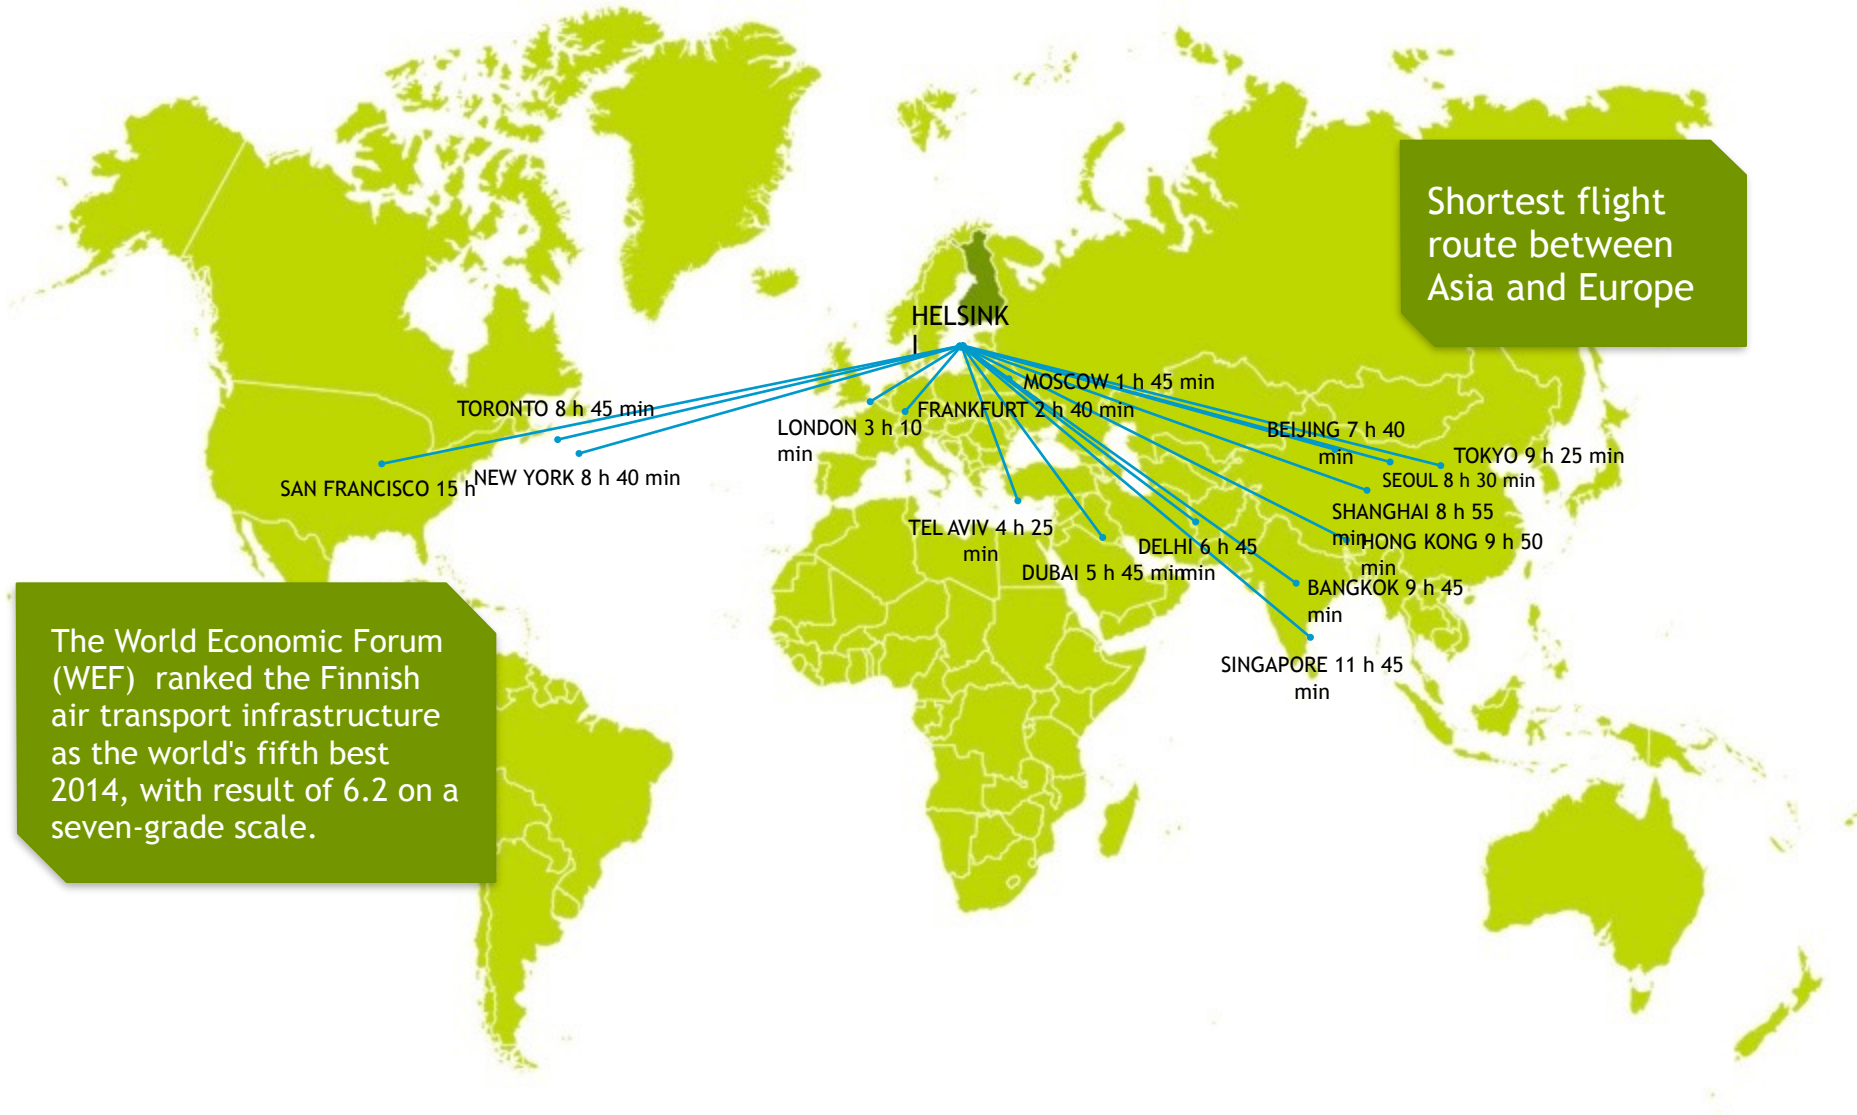 Shortest flight
route between
Asia and Europe
HELSINK
I
MOSCOW 1 h 45 min
TORONTO 8 h 45 min
FRANKFURT 2 h 40 min
LONDON 3 h 10
min
BEIJING 7 h 40
min
TOKYO 9 h 25 min
SEOUL 8 h 30 min
SAN FRANCISCO 15 h
NEW YORK 8 h 40 min
SHANGHAI 8 h 55
min
HONG KONG 9 h 50
min
TEL AVIV 4 h 25
min
DELHI 6 h 45
min
DUBAI 5 h 45 min
BANGKOK 9 h 45
min
SINGAPORE 11 h 45
min
The World Economic Forum
(WEF)  ranked the Finnish
air transport infrastructure
as the world's fifth best
2014, with result of 6.2 on a
seven-grade scale.